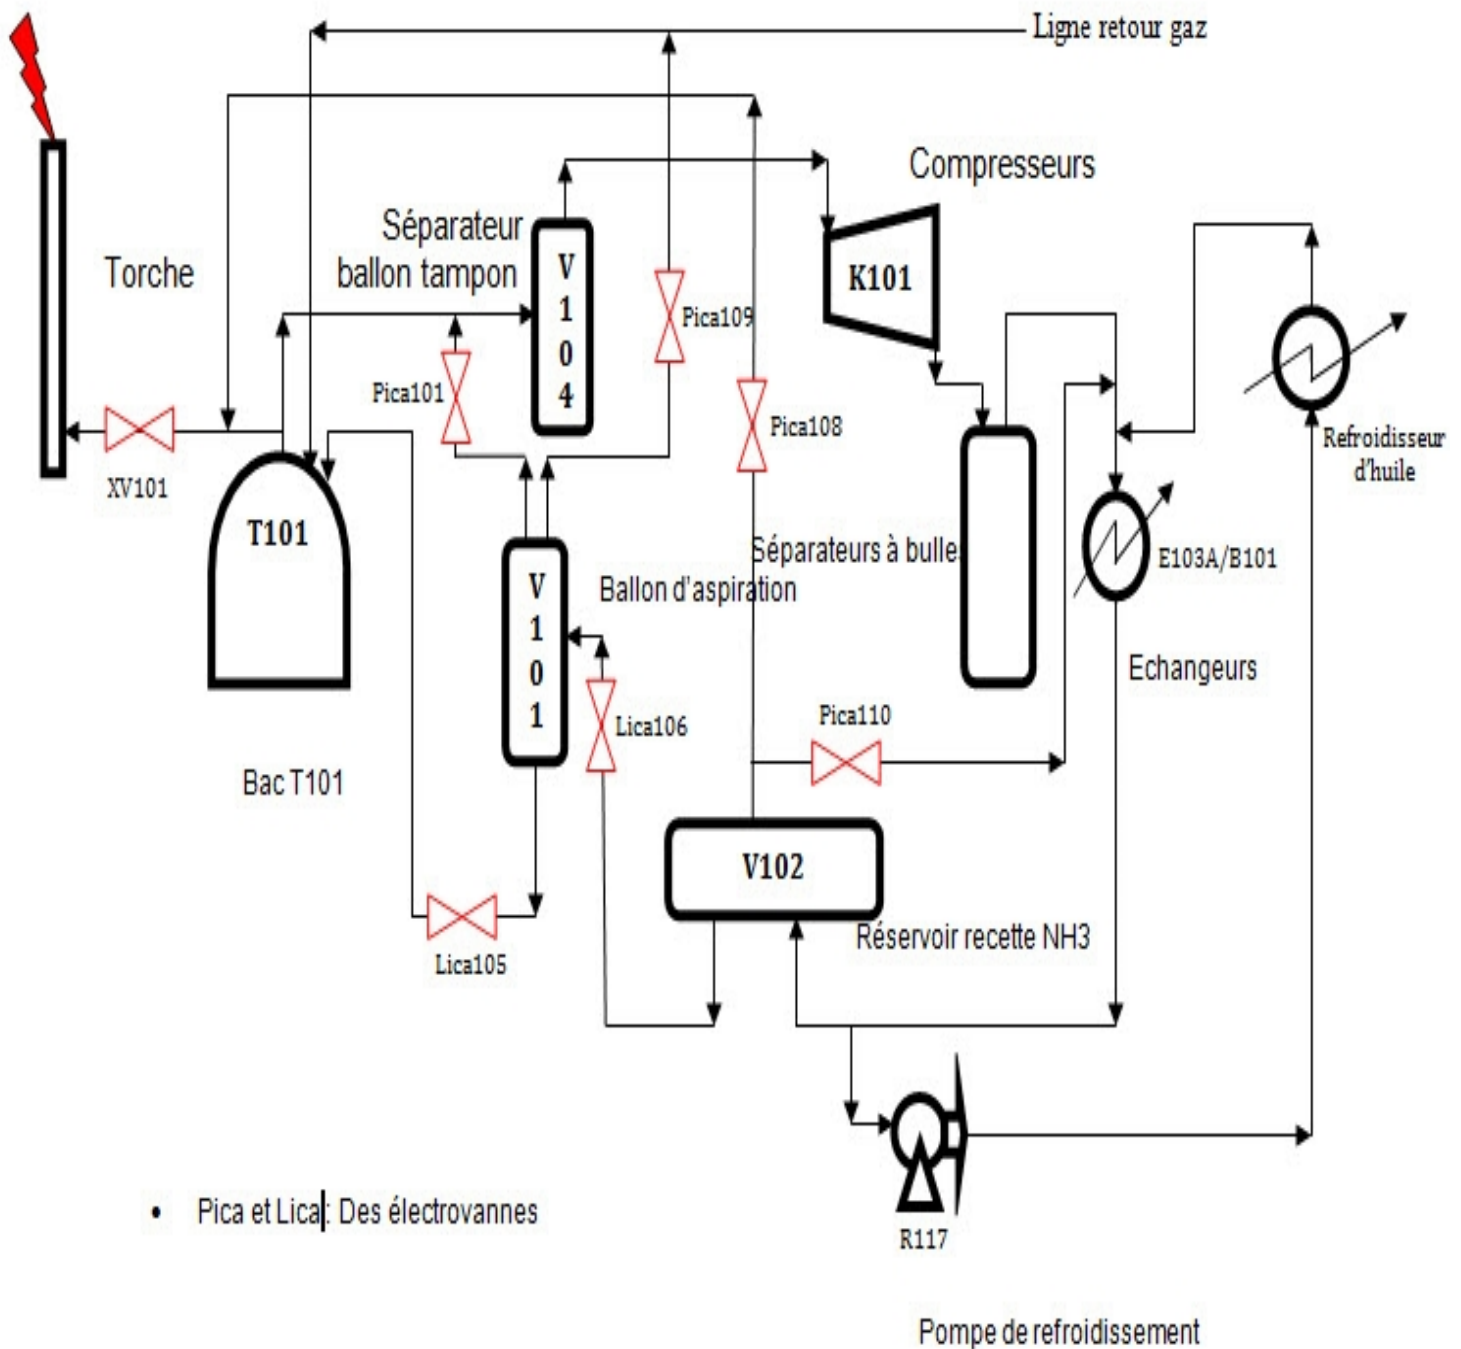 Ligne retour gaz
Compresseurs
Séparateur
ballon tampon
Torche
V
1
0
4
K101
Pica109
Pica101
Pica108
Refroidisseur
d'huile
XV101
T101
Séparateurs à bulle
E103A/B101
V
1
0
1
Ballon d'aspiration
Echangeurs
Lica106
Pica110
Bac T101
V102
Réservoir recette NH3
Lica105
• Pica et Lica : Des électrovannes
R117
Pompe de refroidissement